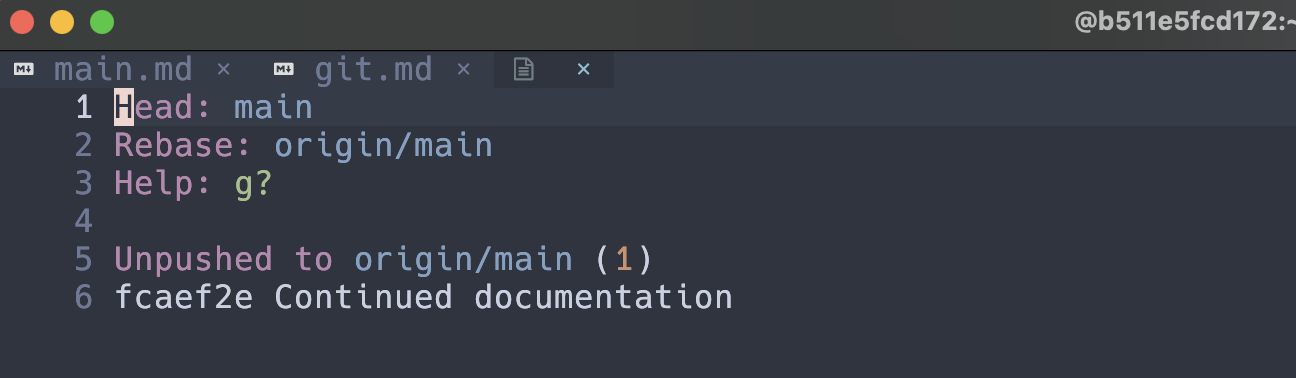 @b511e5fcd172:~
main.md × git.md × ×
1 Head: main
2 Rebase: origin/main
3 Help: g?
4
5 Unpushed to origin/main (1)
6 fcaef2e Continued documentation